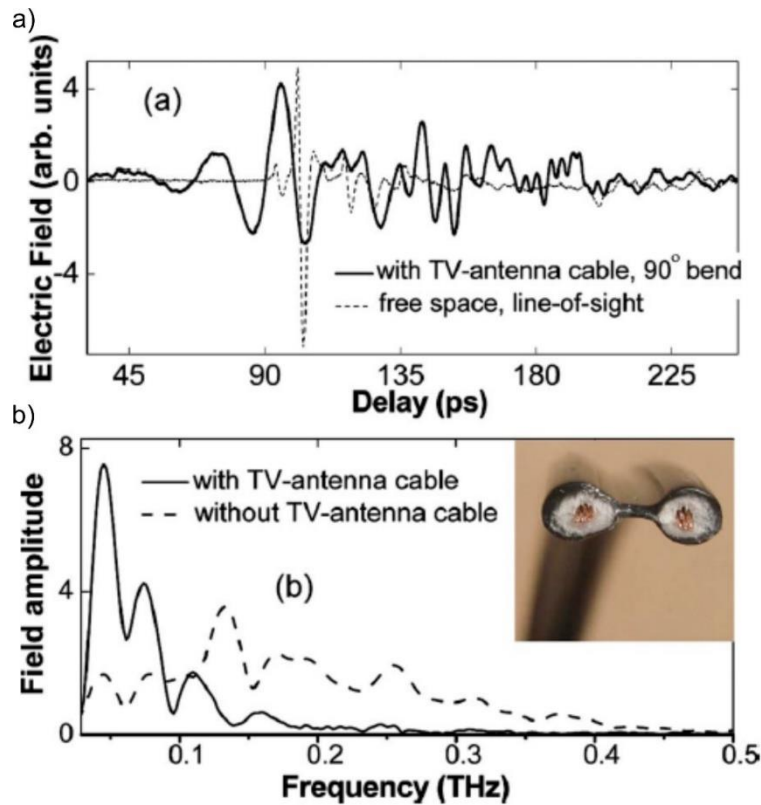 a)
Electric Field (arb. units)
4
0
-4
(a)
with TV-antenna cable, 90° bend
free space, line-of-sight
45 90 135 180 225
Delay (ps)
b)
Field amplitude
8
4
0
with TV-antenna cable
without TV-antenna cable
(b)
0.1 0.2 0.3 0.4 0.5
Frequency (THz)